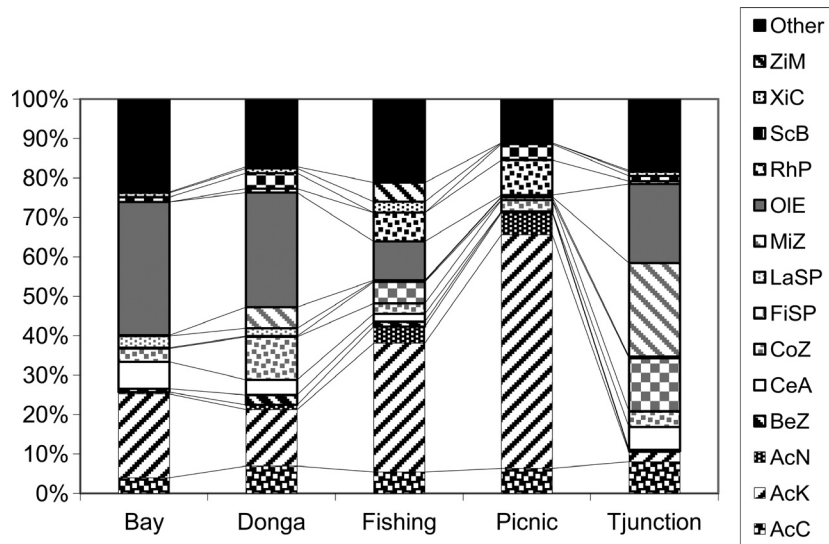 100%
90%
80%
70%
60%
50%
40%
30%
20%
10%
0%
Bay Donga Fishing Picnic Tjunction
Other
ZiM
XiC
ScB
RhP
OlE
MiZ
LaSP
FiSP
CoZ
CeA
BeZ
AcN
AcK
AcC